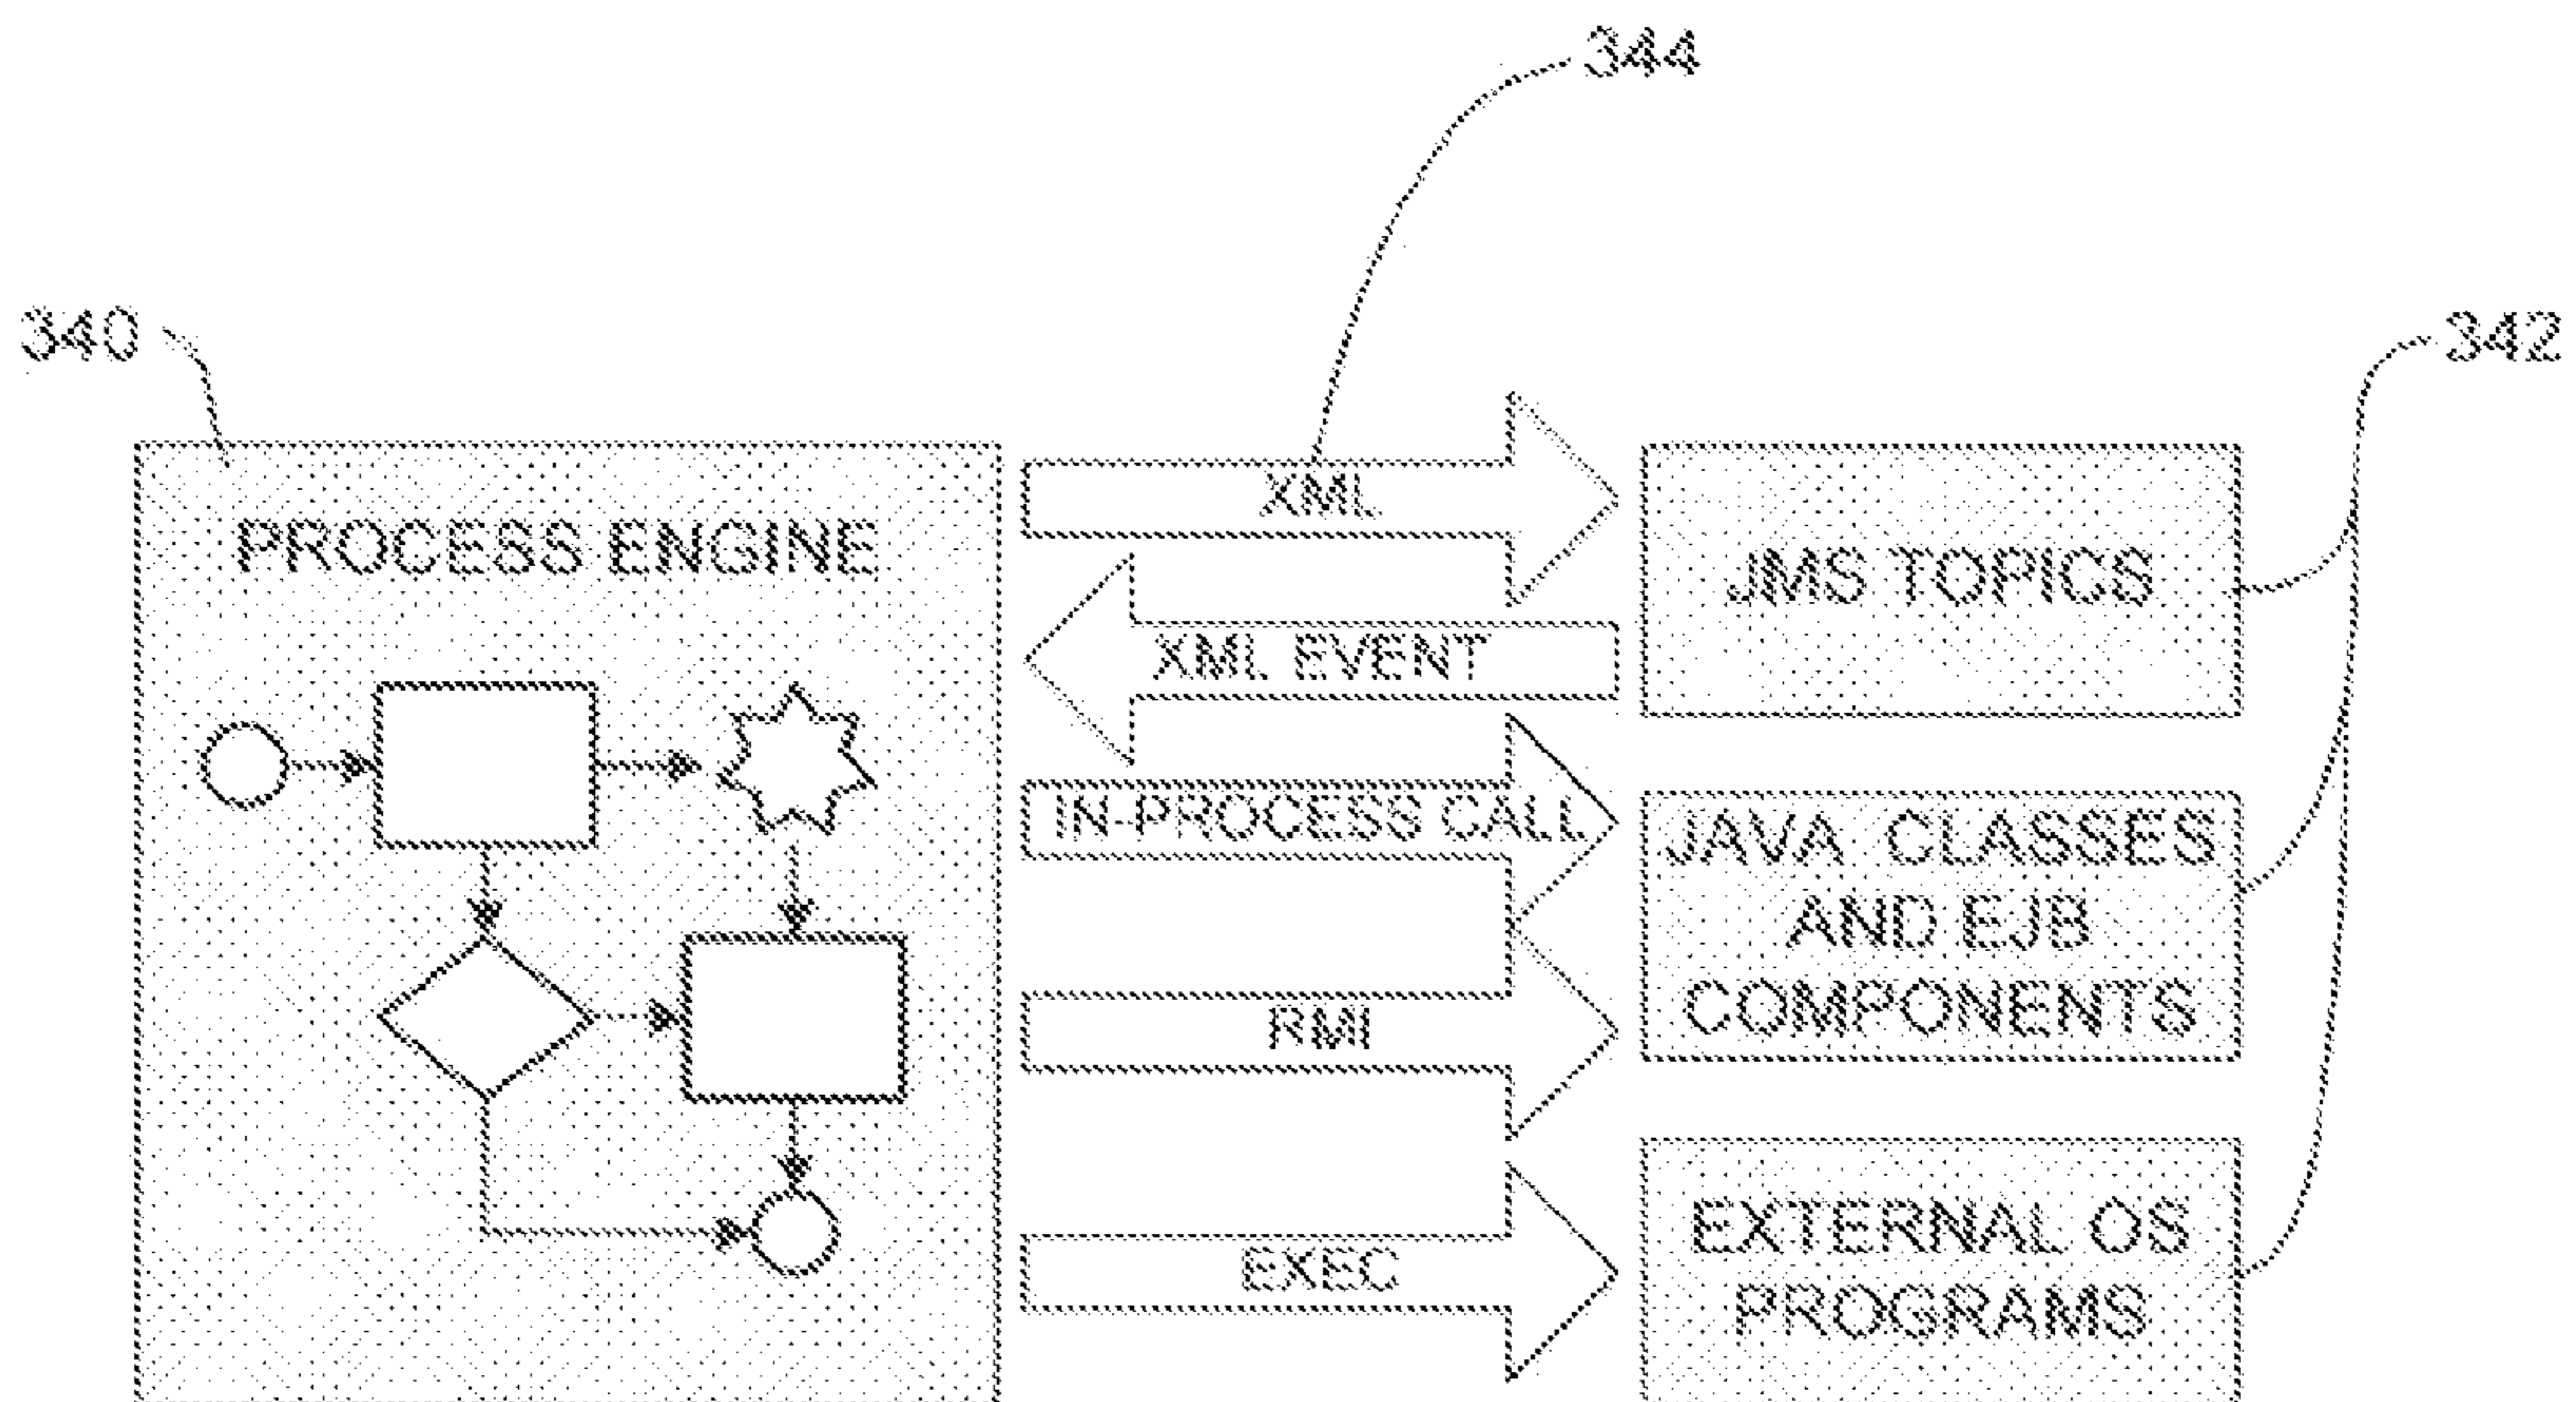 344
340
342
PROCESS ENGINE
XML
XML EVENT
IN-PROCESS CALL
RMI
EXEC
JMS TOPICS
JAVA CLASSES
AND EJB
COMPONENTS
EXTERNAL OS
PROGRAMS